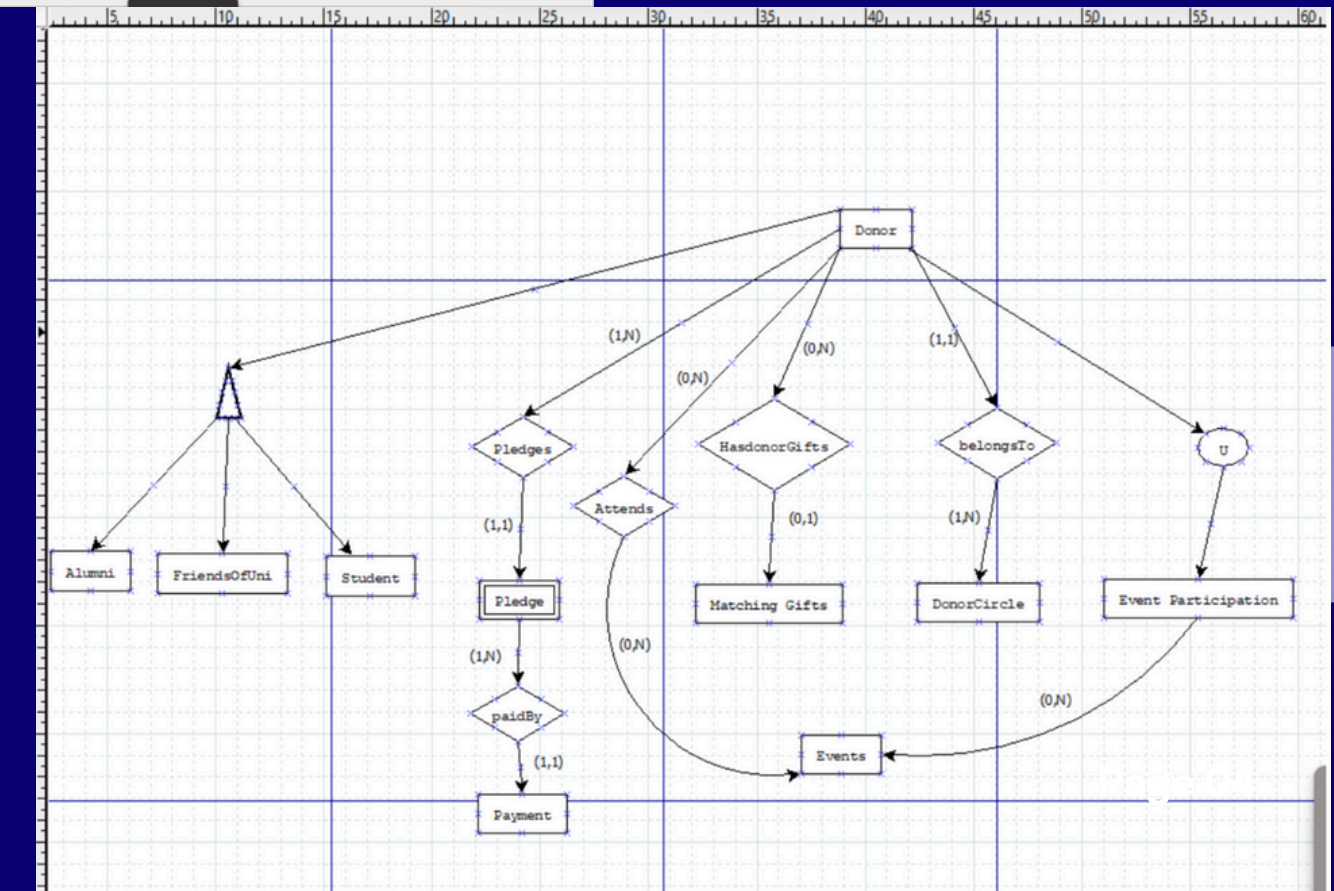 5 10 15 20 25 30 35 40 45 50 55 60
Donor
(1,N)
(0,N)
(1,1)
(0,N)
Pledges
HasdonorGifts
belongsTo
U
Attends
(1,1)
(0,1)
(1,N)
Alumni
FriendsOfUni
Student
Pledge
Matching Gifts
DonorCircle
Event Participation
(0,N)
(1,N)
(0,N)
paidBy
Events
(1,1)
Payment